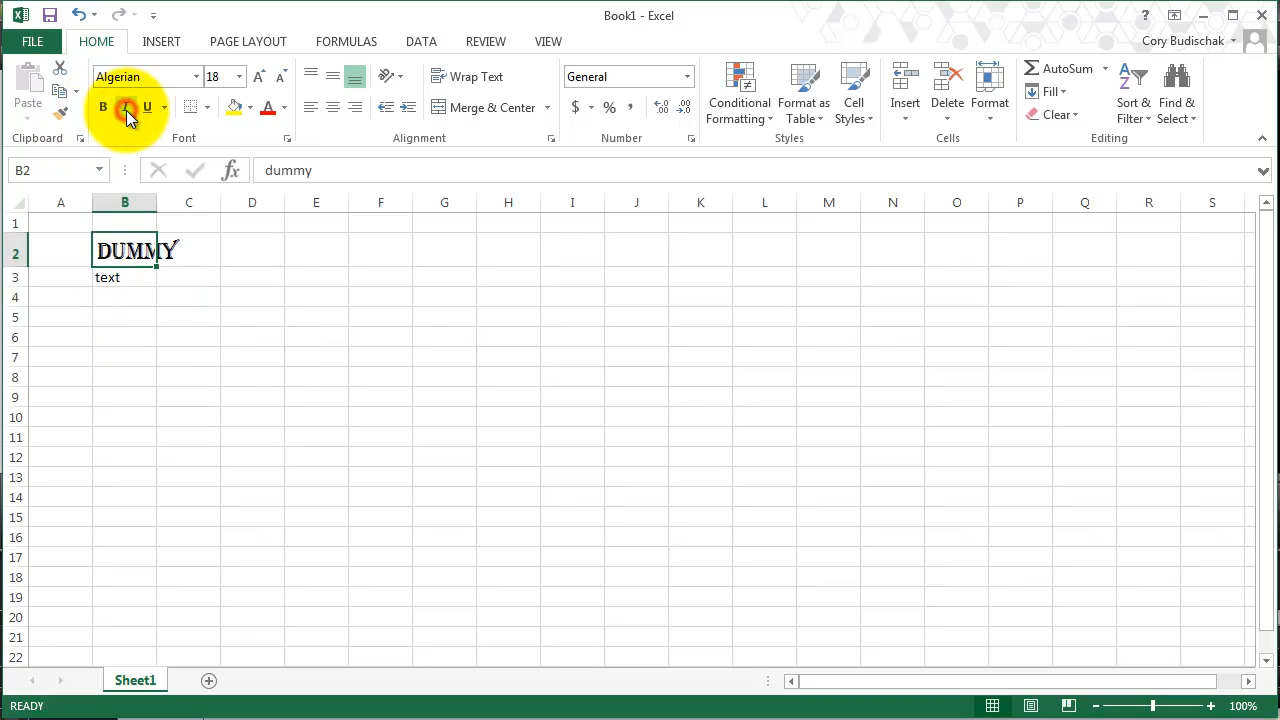 Book1 - Excel
?
FILE HOME INSERT PAGE LAYOUT FORMULAS DATA REVIEW VIEW Cory Budischak
Paste
Algerian 18
B I U A
Wrap Text
Merge & Center
General
$ % ,
Conditional Formatting
Format as Table
Cell Styles
Insert Delete Format
AutoSum
Fill
Clear
Sort & Filter
Find & Select
Clipboard Font Alignment Number Styles Cells Editing
B2 fx dummy
A B C D E F G H I J K L M N O P Q R S
1
2 DUMMY
3 text
4
5
6
7
8
9
10
11
12
13
14
15
16
17
18
19
20
21
22
Sheet1
READY 100%